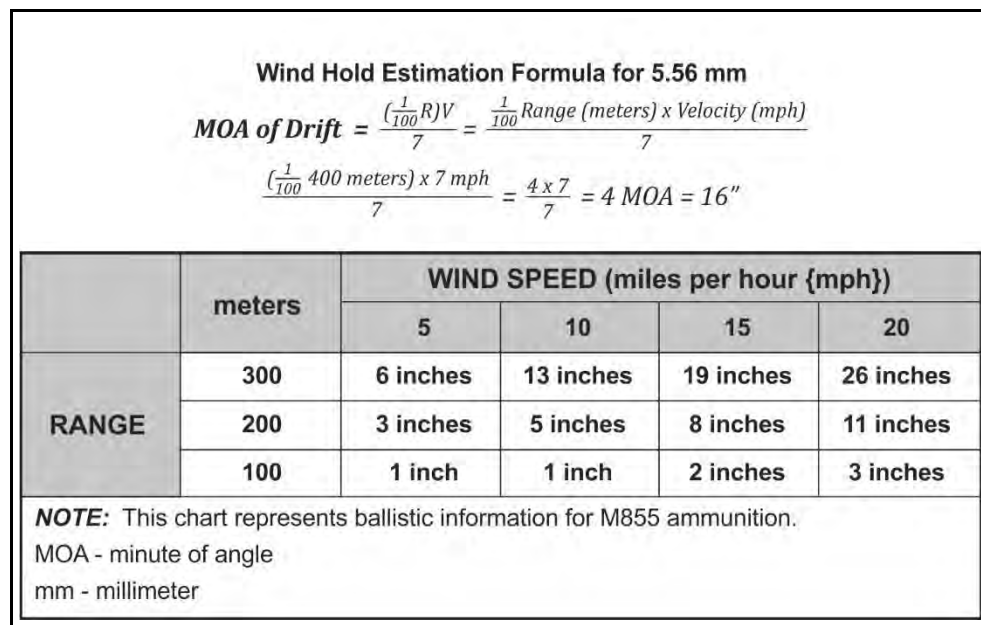 Wind Hold Estimation Formula for 5.56 mm
MOA of Drift = (1/100 R)V / 7 = 1/100 Range (meters) x Velocity (mph) / 7
(1/100 400 meters) x 7 mph / 7 = 4 x 7 / 7 = 4 MOA = 16"
meters WIND SPEED (miles per hour {mph})
5 10 15 20
RANGE
300 6 inches 13 inches 19 inches 26 inches
200 3 inches 5 inches 8 inches 11 inches
100 1 inch 1 inch 2 inches 3 inches
NOTE: This chart represents ballistic information for M855 ammunition.
MOA - minute of angle
mm - millimeter